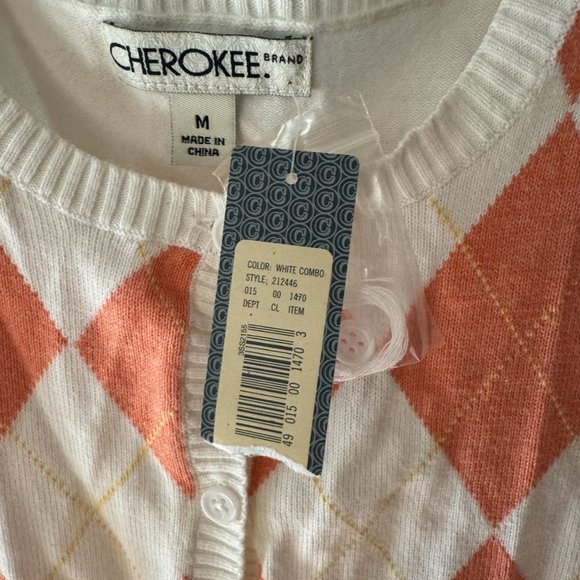 CHEROKEE. BRAND
M
MADE IN
CHINA
COLOR: WHITE COMBO
STYLE: 212446
015 00 1470
DEPT CL ITEM
3SS2155
49 015 00 1470 3